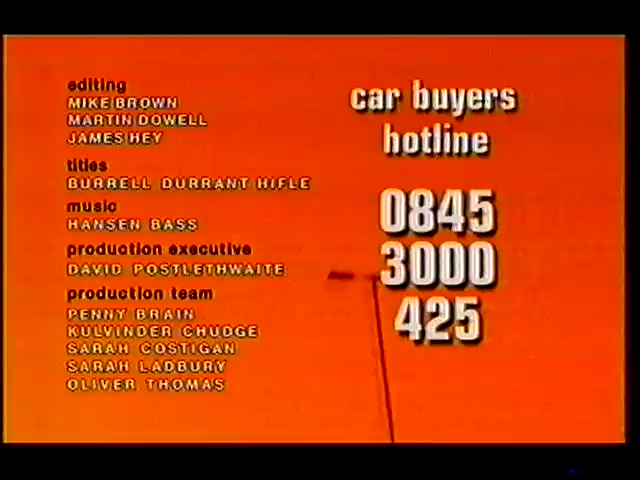 editing
MIKE BROWN
MARTIN DOWELL
JAMES HEY
titles
BURRELL DURRANT HIFLE
music
HANSEN BASS
production executive
DAVID POSTLETHWAITE
production team
PENNY BRAIN
KULVINDER CHUDGE
SARAH COSTIGAN
SARAH LADBURY
OLIVER THOMAS
car buyers
hotline
0845
3000
425